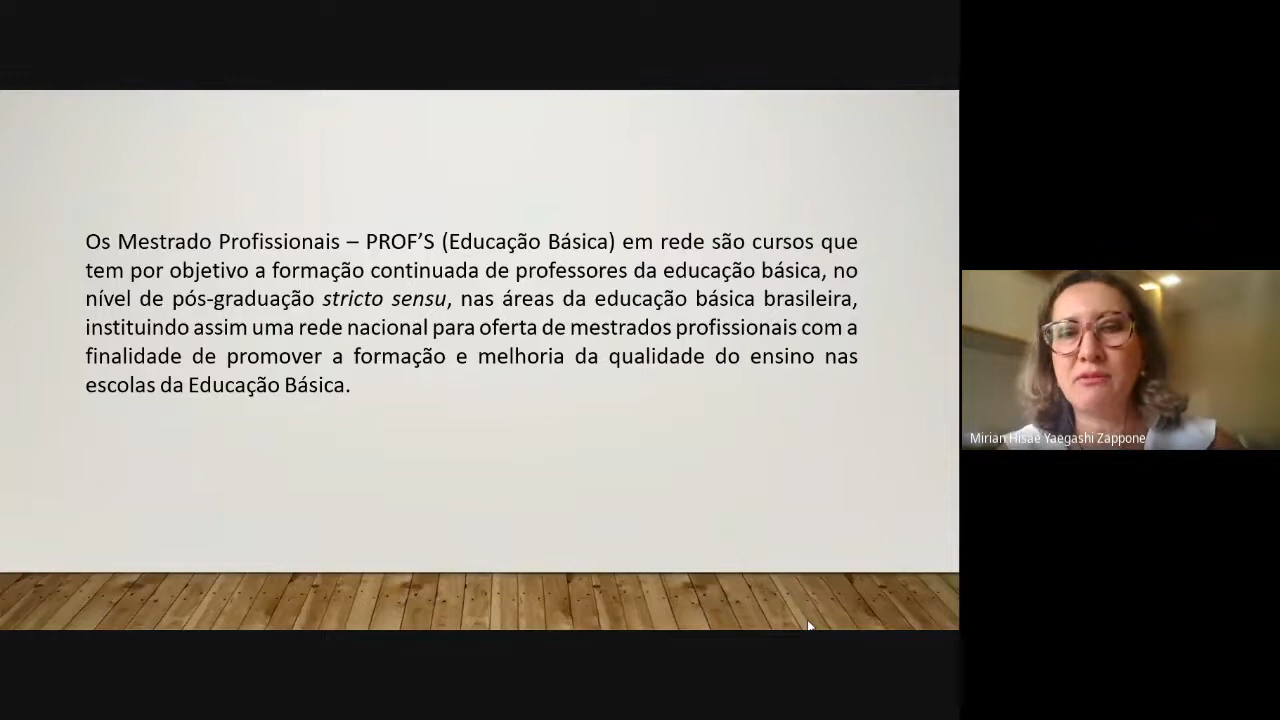 Os Mestrado Profissionais – PROF'S (Educação Básica) em rede são cursos que
tem por objetivo a formação continuada de professores da educação básica, no
nível de pós-graduação stricto sensu, nas áreas da educação básica brasileira,
instituindo assim uma rede nacional para oferta de mestrados profissionais com a
finalidade de promover a formação e melhoria da qualidade do ensino nas
escolas da Educação Básica.
Mirian Hisae Yaegashi Zappone